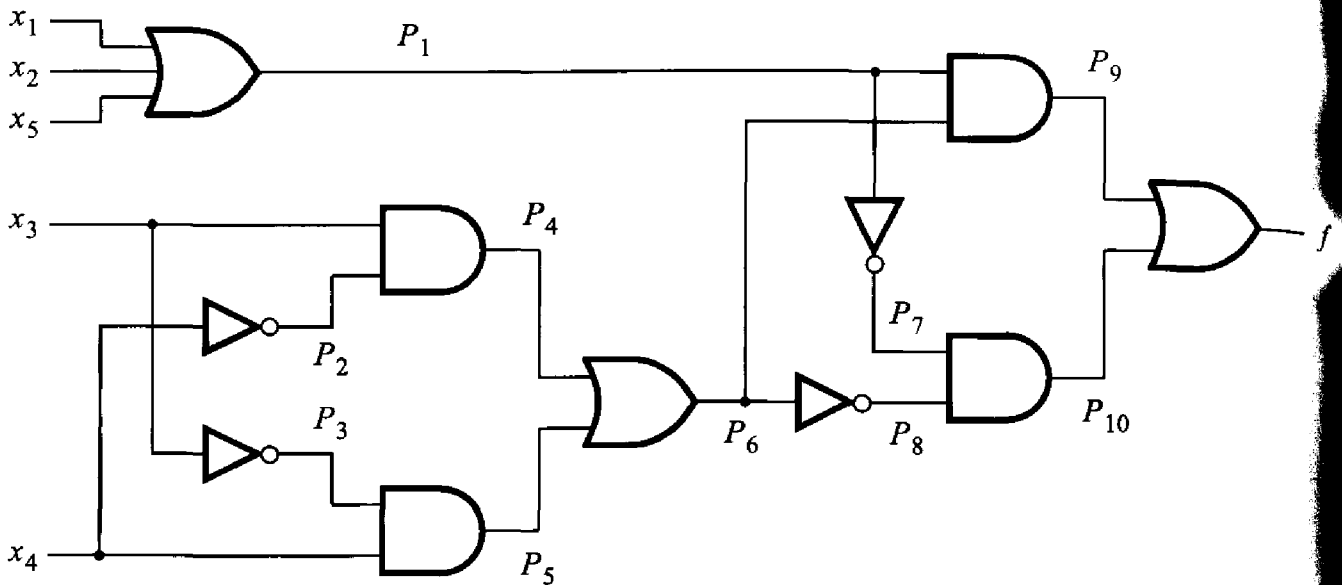 x₁
P₁
x₂
P₉
x₅
x₃
P₄
f
P₇
P₂
P₃
P₆
P₈
P₁₀
x₄
P₅